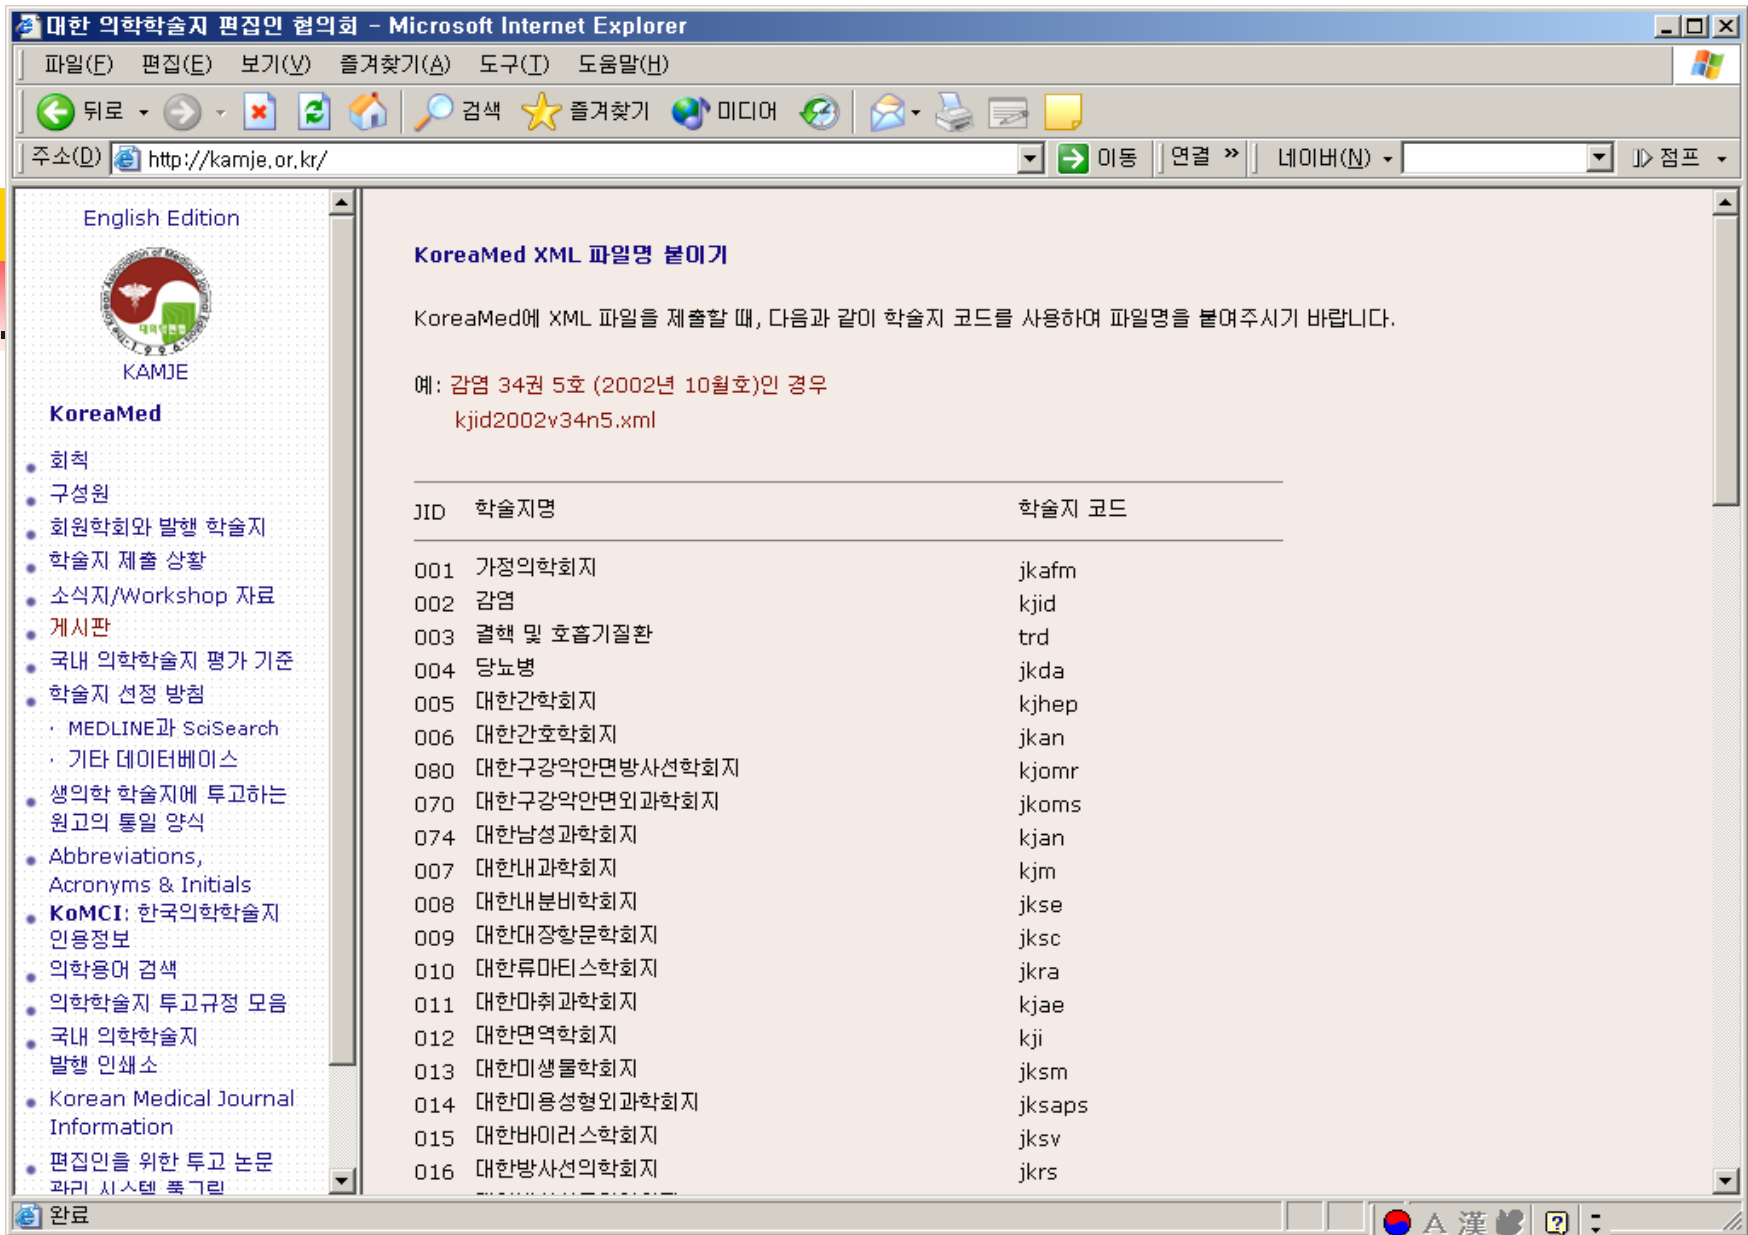 대한 의학학술지 편집인 협의회 - Microsoft Internet Explorer
파일(F) 편집(E) 보기(V) 즐겨찾기(A) 도구(T) 도움말(H)
뒤로 검색 즐겨찾기 미디어
주소(D) http://kamje.or.kr/ 이동 연결 » 네이버(N) 점프
English Edition
KAMJE
KoreaMed
회칙
구성원
회원학회와 발행 학술지
학술지 제출 상황
소식지/Workshop 자료
게시판
국내 의학학술지 평가 기준
학술지 선정 방침
· MEDLINE과 SciSearch
· 기타 데이터베이스
생의학 학술지에 투고하는
원고의 통일 양식
Abbreviations,
Acronyms & Initials
KoMCI: 한국의학학술지
인용정보
의학용어 검색
의학학술지 투고규정 모음
국내 의학학술지
발행 인쇄소
Korean Medical Journal
Information
편집인을 위한 투고 논문
관리 시스템 풀그림
KoreaMed XML 파일명 붙이기
KoreaMed에 XML 파일을 제출할 때, 다음과 같이 학술지 코드를 사용하여 파일명을 붙여주시기 바랍니다.
예: 감염 34권 5호 (2002년 10월호)인 경우
kjid2002v34n5.xml
JID 학술지명 학술지 코드
001 가정의학회지 jkafm
002 감염 kjid
003 결핵 및 호흡기질환 trd
004 당뇨병 jkda
005 대한간학회지 kjhep
006 대한간호학회지 jkan
080 대한구강악안면방사선학회지 kjomr
070 대한구강악안면외과학회지 jkoms
074 대한남성과학회지 kjan
007 대한내과학회지 kjm
008 대한내분비학회지 jkse
009 대한대장항문학회지 jksc
010 대한류마티스학회지 jkra
011 대한마취과학회지 kjae
012 대한면역학회지 kji
013 대한미생물학회지 jksm
014 대한미용성형외과학회지 jksaps
015 대한바이러스학회지 jksv
016 대한방사선의학회지 jkrs
완료
A 漢